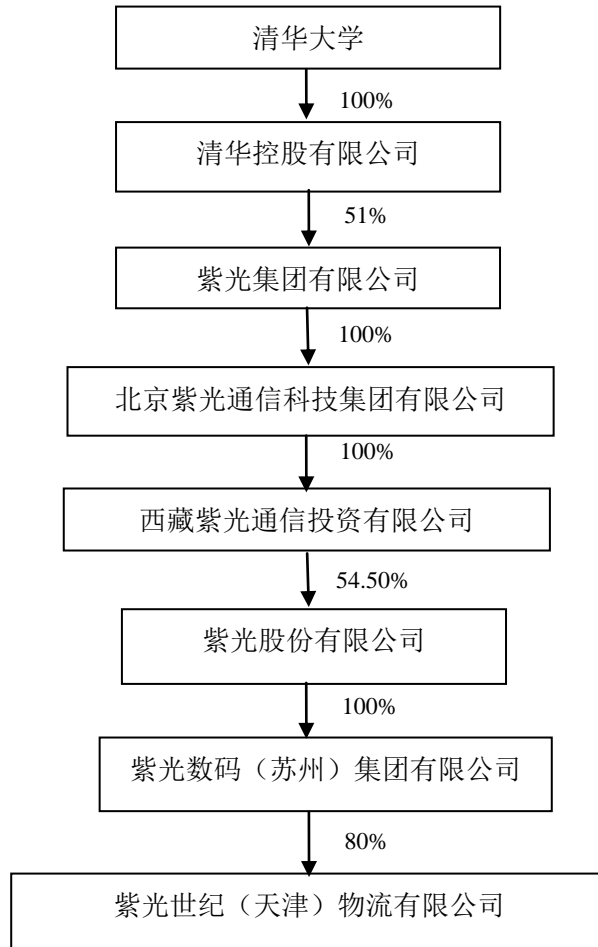 清华大学
100%
清华控股有限公司
51%
紫光集团有限公司
100%
北京紫光通信科技集团有限公司
100%
西藏紫光通信投资有限公司
54.50%
紫光股份有限公司
100%
紫光数码（苏州）集团有限公司
80%
紫光世纪（天津）物流有限公司